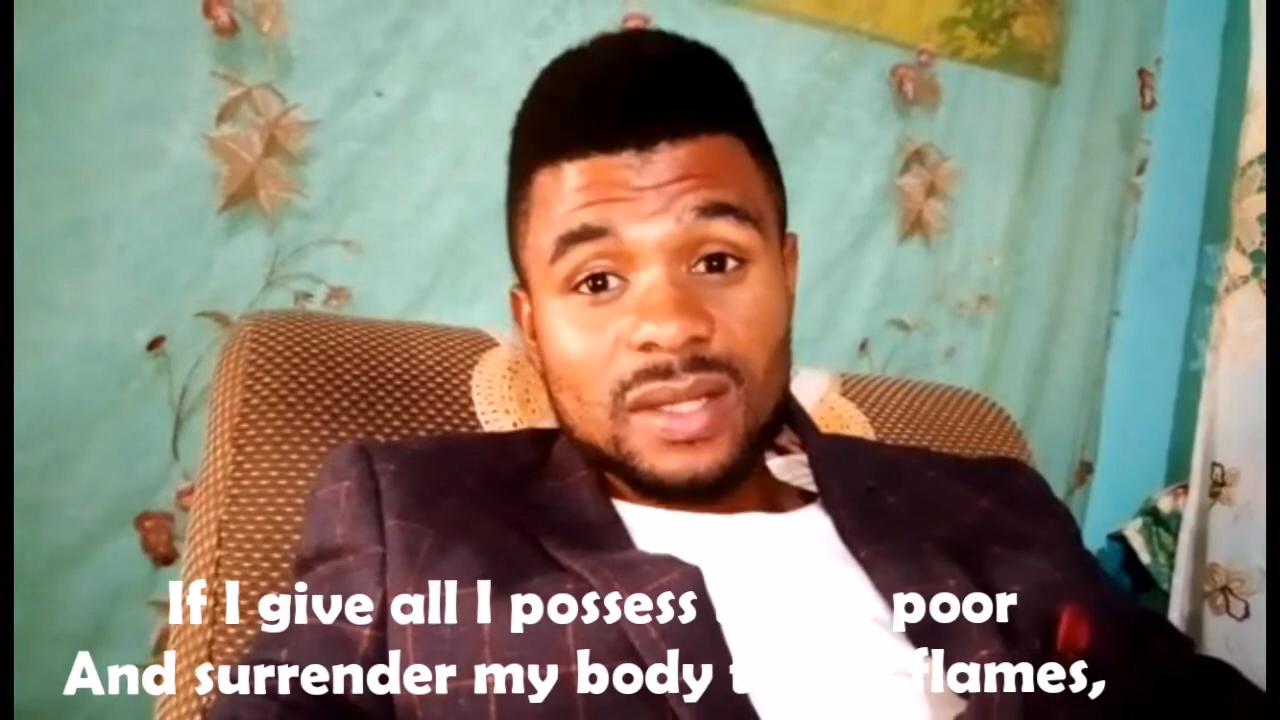 If I give all I possess poor
And surrender my body flames,